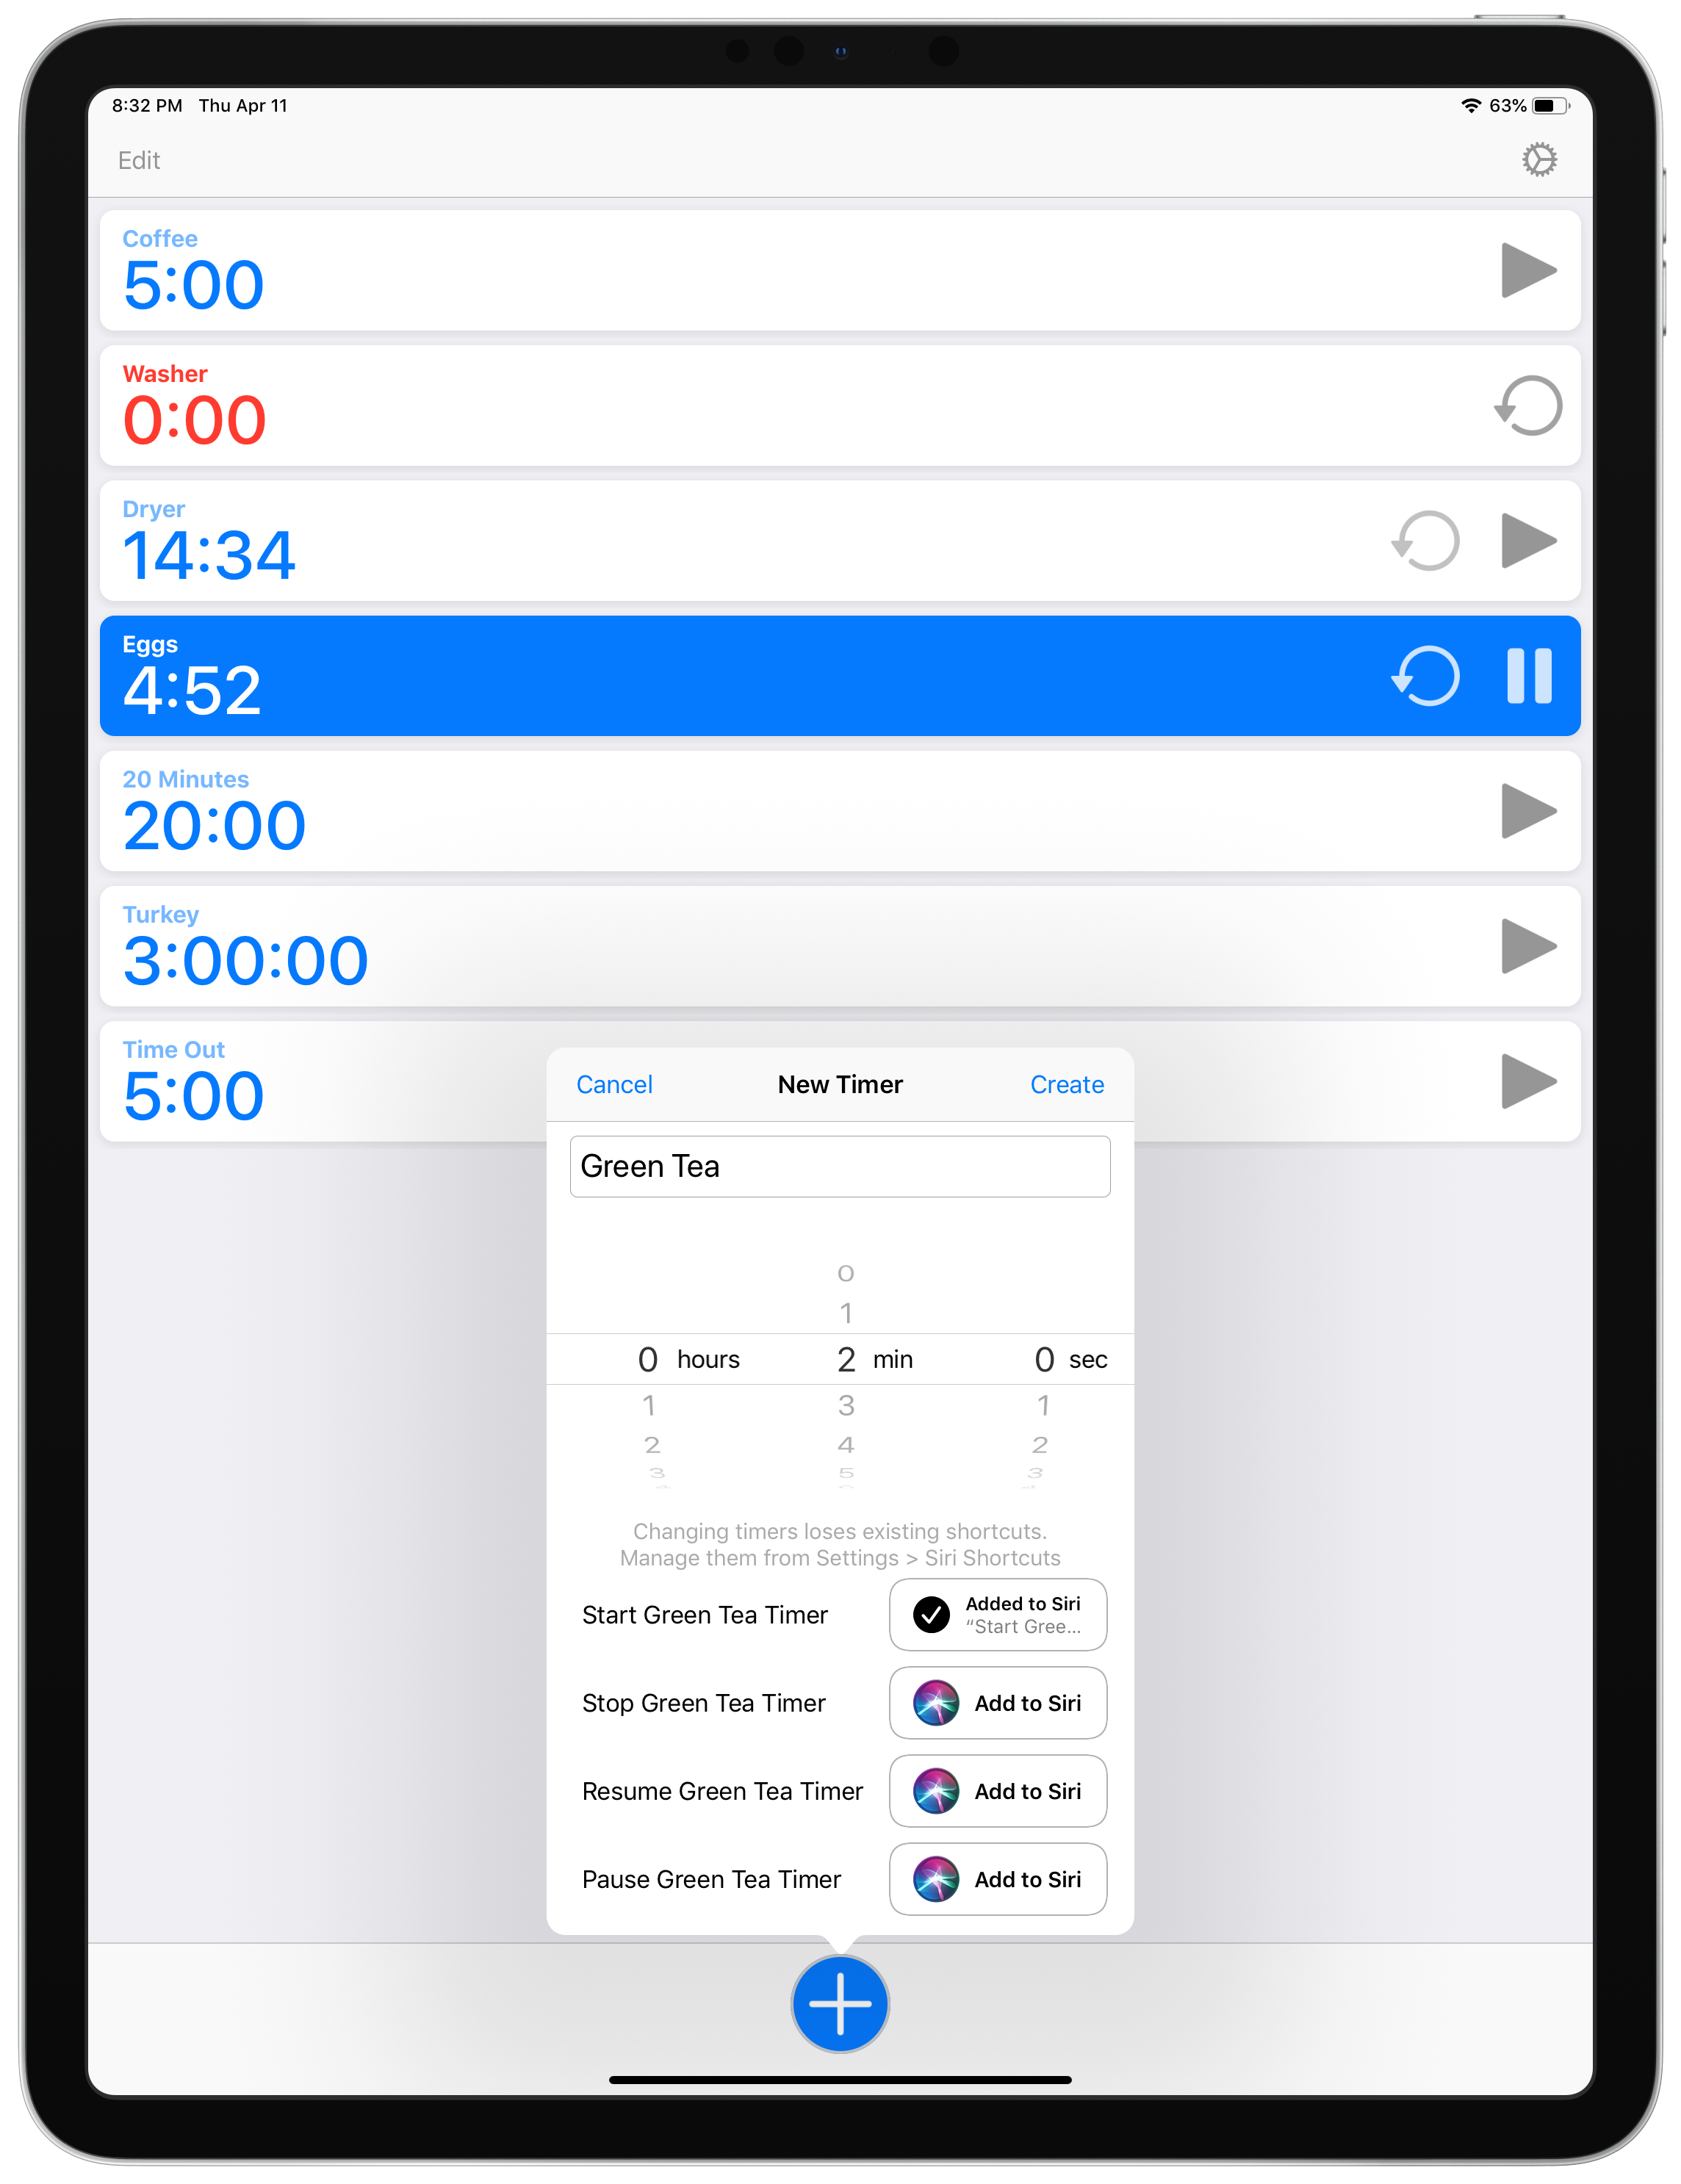 8:32 PM Thu Apr 11 63%
Edit
Coffee
5:00
Washer
0:00
Dryer
14:34
Eggs
4:52
20 Minutes
20:00
Turkey
3:00:00
Time Out
5:00
Cancel New Timer Create
Green Tea
0
1
0 hours 2 min 0 sec
1 3 1
2 4 2
3 5 3
Changing timers loses existing shortcuts.
Manage them from Settings > Siri Shortcuts
Start Green Tea Timer
Added to Siri
“Start Gree...
Stop Green Tea Timer Add to Siri
Resume Green Tea Timer Add to Siri
Pause Green Tea Timer Add to Siri